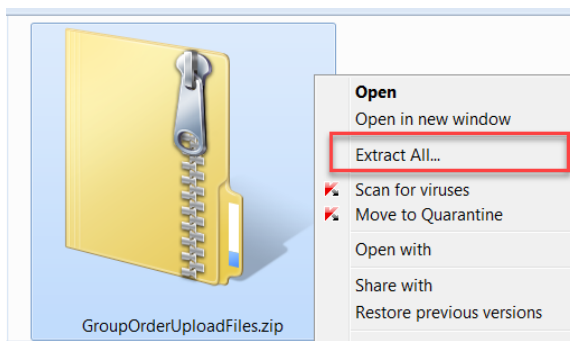 Open
Open in new window
Extract All...
Scan for viruses
Move to Quarantine
Open with
Share with
Restore previous versions
GroupOrderUploadFiles.zip